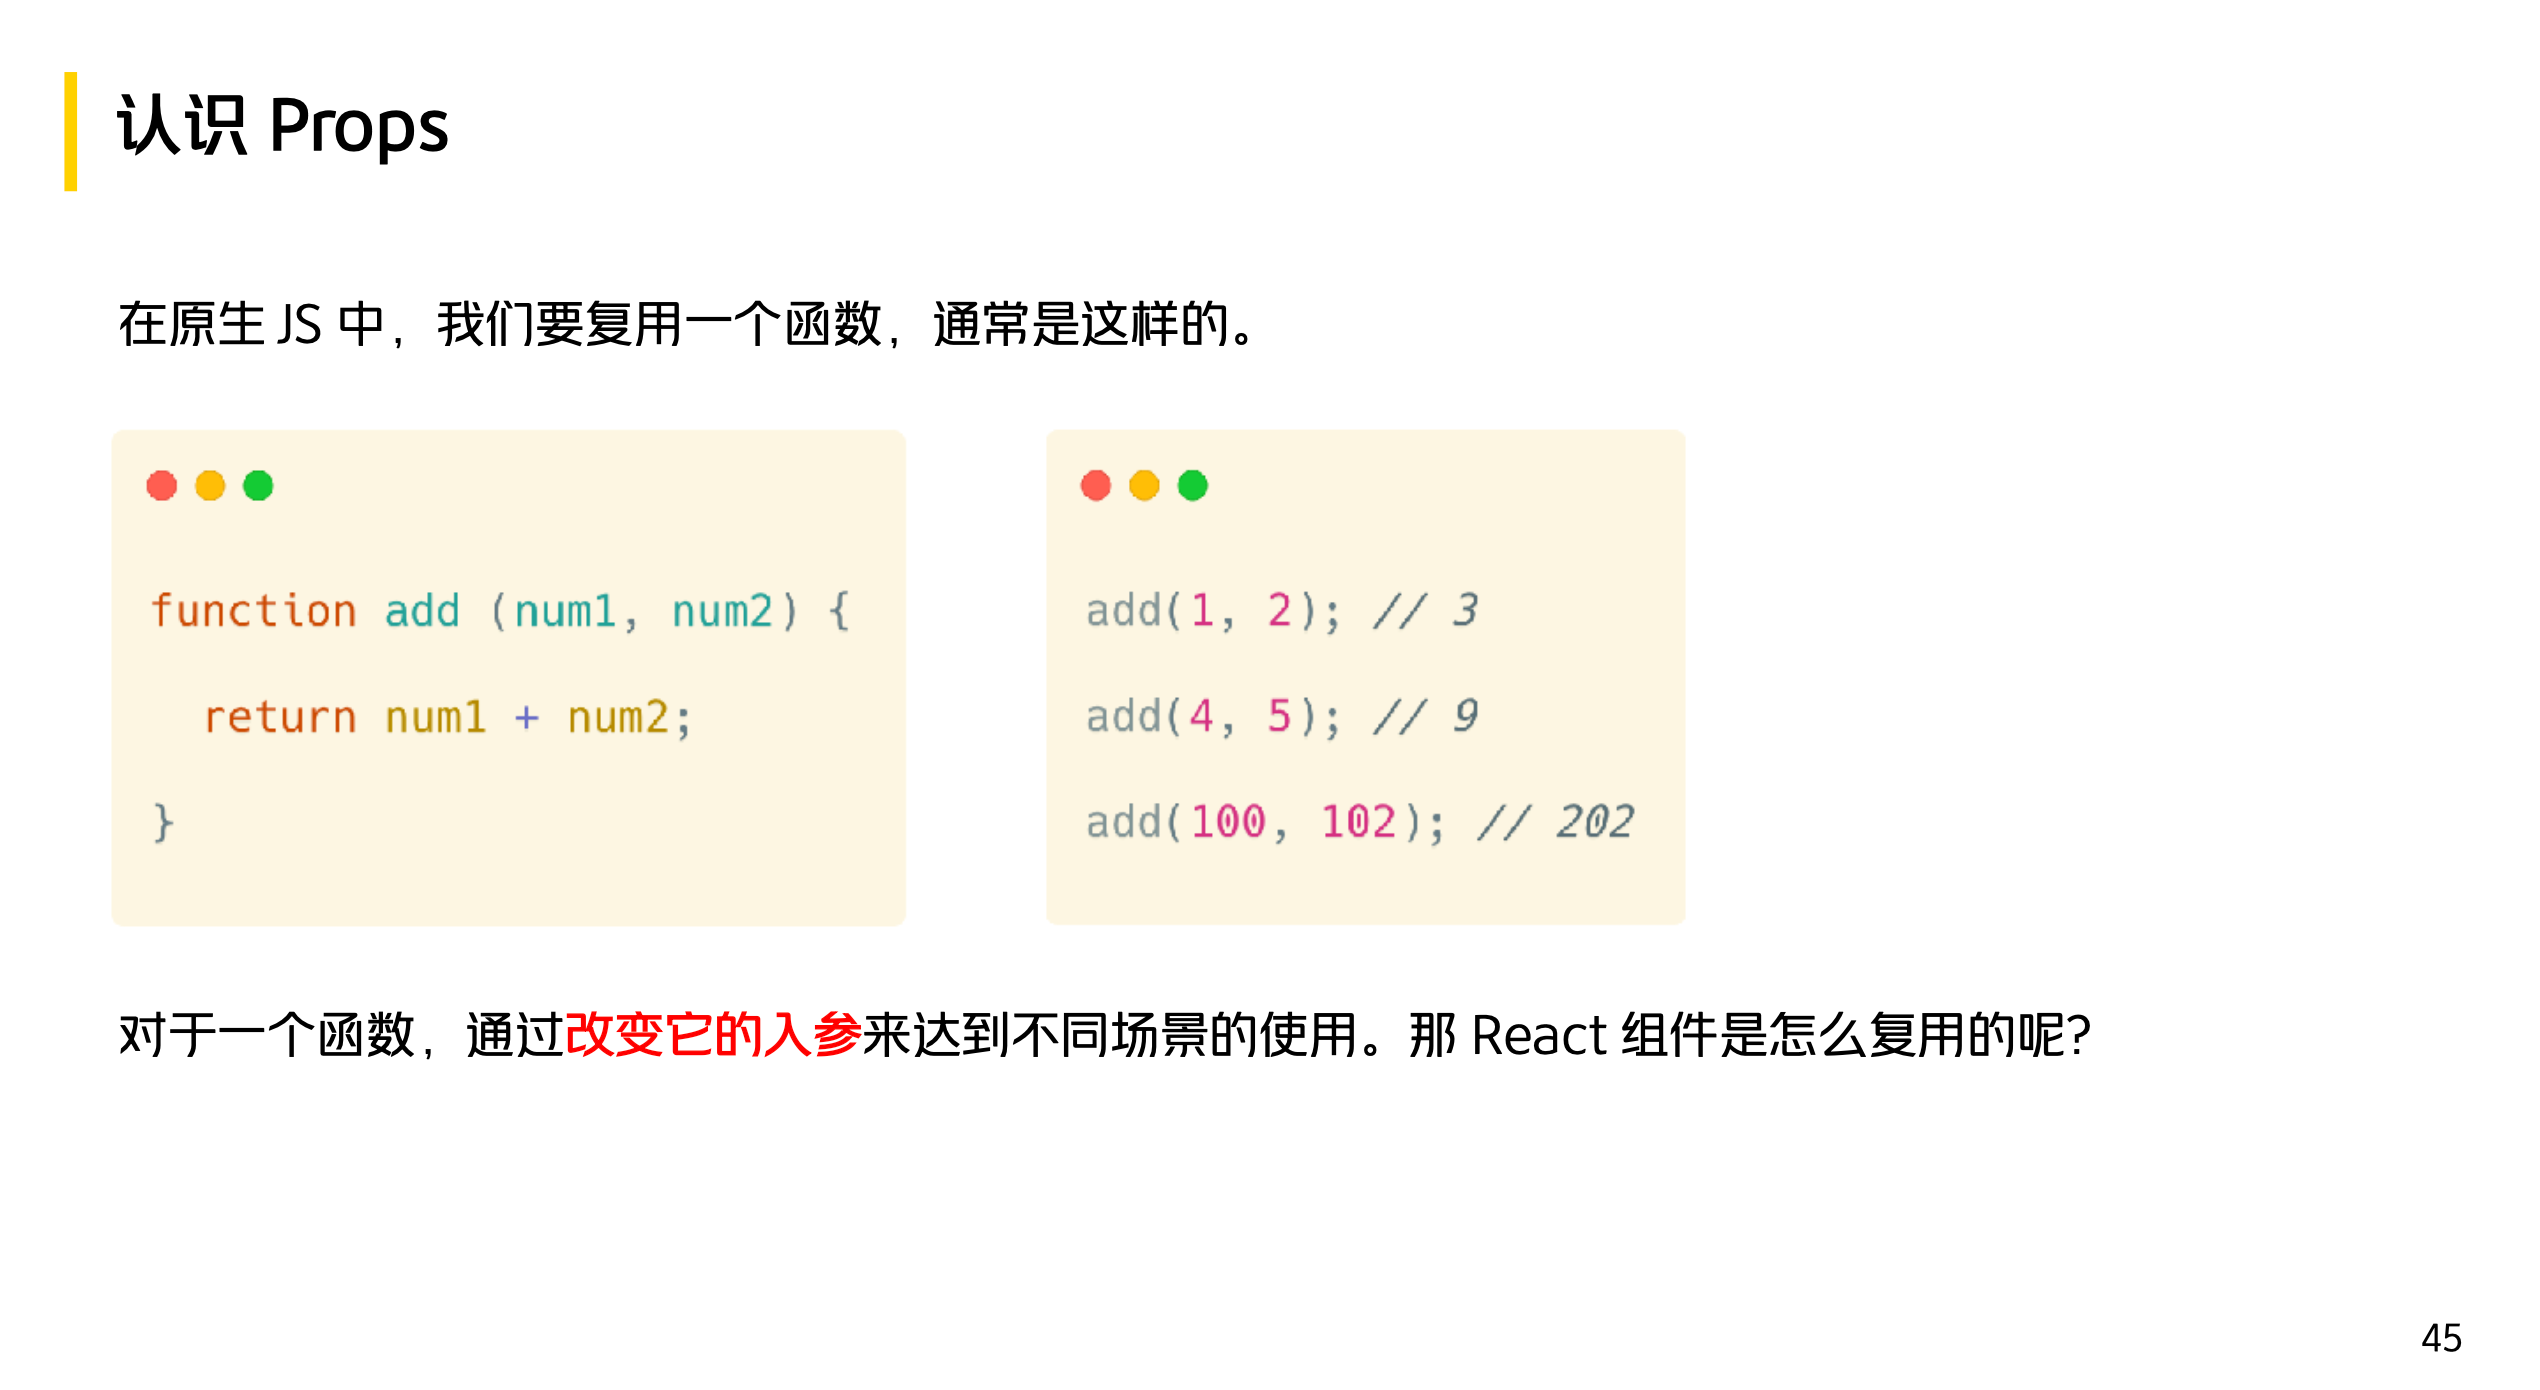 认识 Props
在原生 JS 中，我们要复用一个函数，通常是这样的。
function add (num1, num2) {
  return num1 + num2;
}
add(1, 2); // 3
add(4, 5); // 9
add(100, 102); // 202
对于一个函数，通过改变它的入参来达到不同场景的使用。那 React 组件是怎么复用的呢？
45